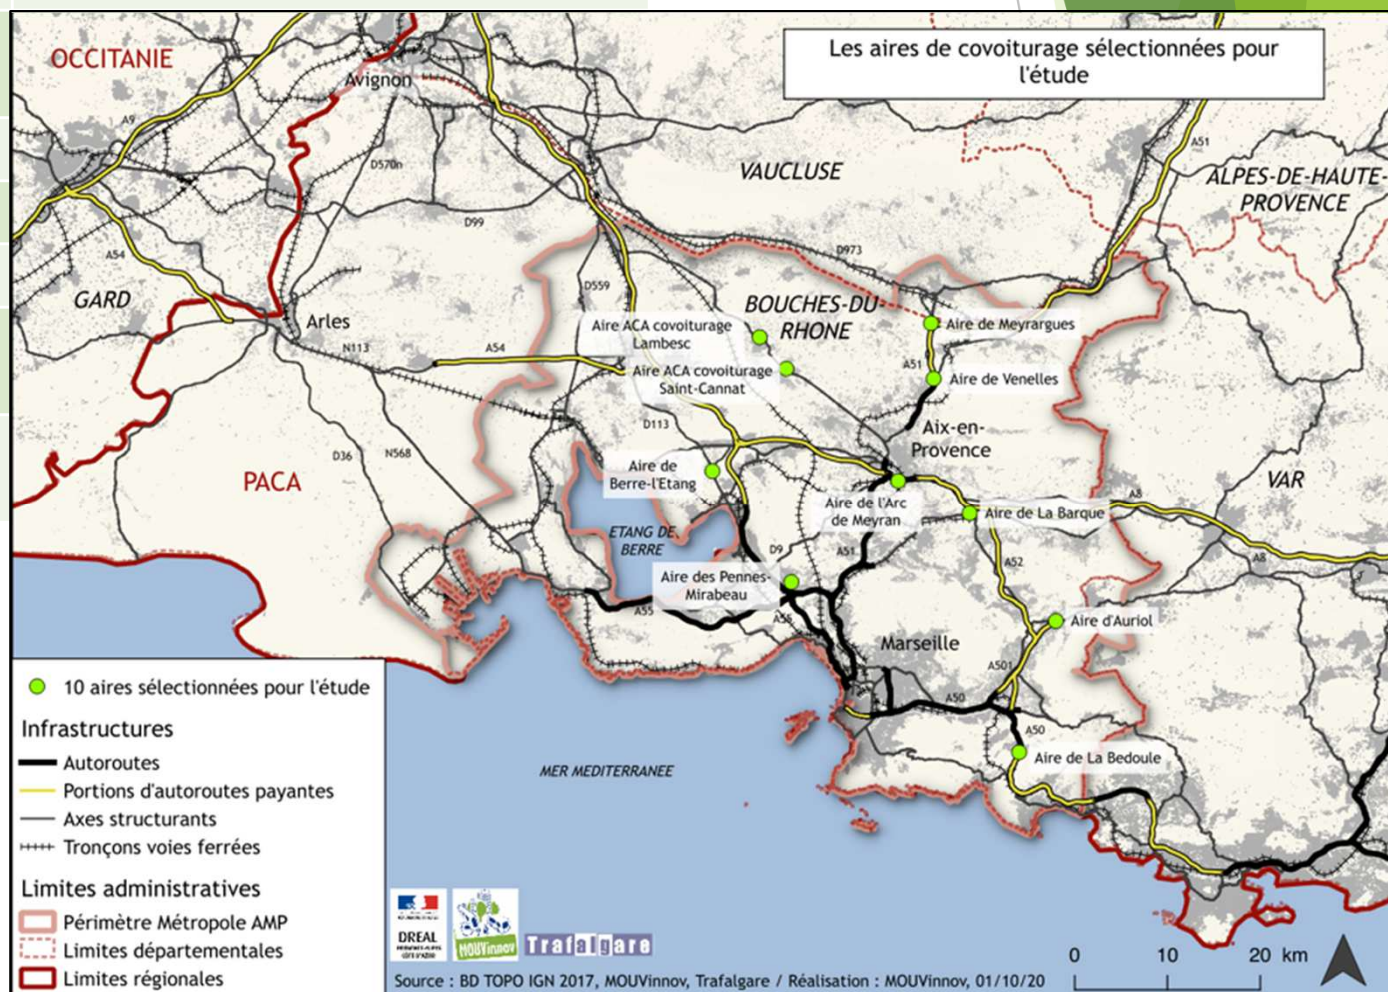 Les aires de covoiturage sélectionnées pour
l'étude
OCCITANIE
Avignon
A9
D570n
VAUCLUSE
A51
ALPES-DE-HAUTE-
PROVENCE
D99
D973
A54
GARD
D559
BOUCHES-DU-
RHONE
Arles
Aire ACA covoiturage
Lambesc
Aire de Meyrargues
N113
A54
Aire ACA covoiturage
Saint-Cannat
A51
Aire de Venelles
D113
Aix-en-
Provence
D36
N568
PACA
Aire de
Berre-l'Etang
VAR
Aire de l'Arc
de Meyran
Aire de La Barque
A8
ETANG DE
BERRE
D9
A51
A52
A8
Aire des Pennes-
Mirabeau
A55
A55
Aire d'Auriol
Marseille
A501
A50
A50
Aire de La Bedoule
MER MEDITERRANEE
10 aires sélectionnées pour l'étude
Infrastructures
Autoroutes
Portions d'autoroutes payantes
Axes structurants
Tronçons voies ferrées
Limites administratives
Périmètre Métropole AMP
Limites départementales
Limites régionales
DREAL
MOUVinnov
Trafalgare
0 10 20 km
Source : BD TOPO IGN 2017, MOUVinnov, Trafalgare / Réalisation : MOUVinnov, 01/10/20